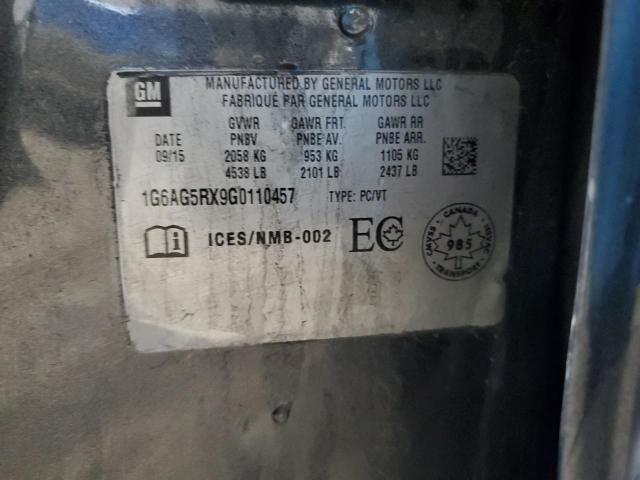 GM
MANUFACTURED BY GENERAL MOTORS LLC
FABRIQUÉ PAR GENERAL MOTORS LLC
GVWR GAWR FRT. GAWR RR
DATE PNBV PNBE AV. PNBE ARR.
09/15 2058 KG 953 KG 1105 KG
4538 LB 2101 LB 2437 LB
1G6AG5RX9G0110457 TYPE: PC/VT
ICES/NMB-002 EC
CANADA
CMVSS 985 NSVAC
TRANSPORT